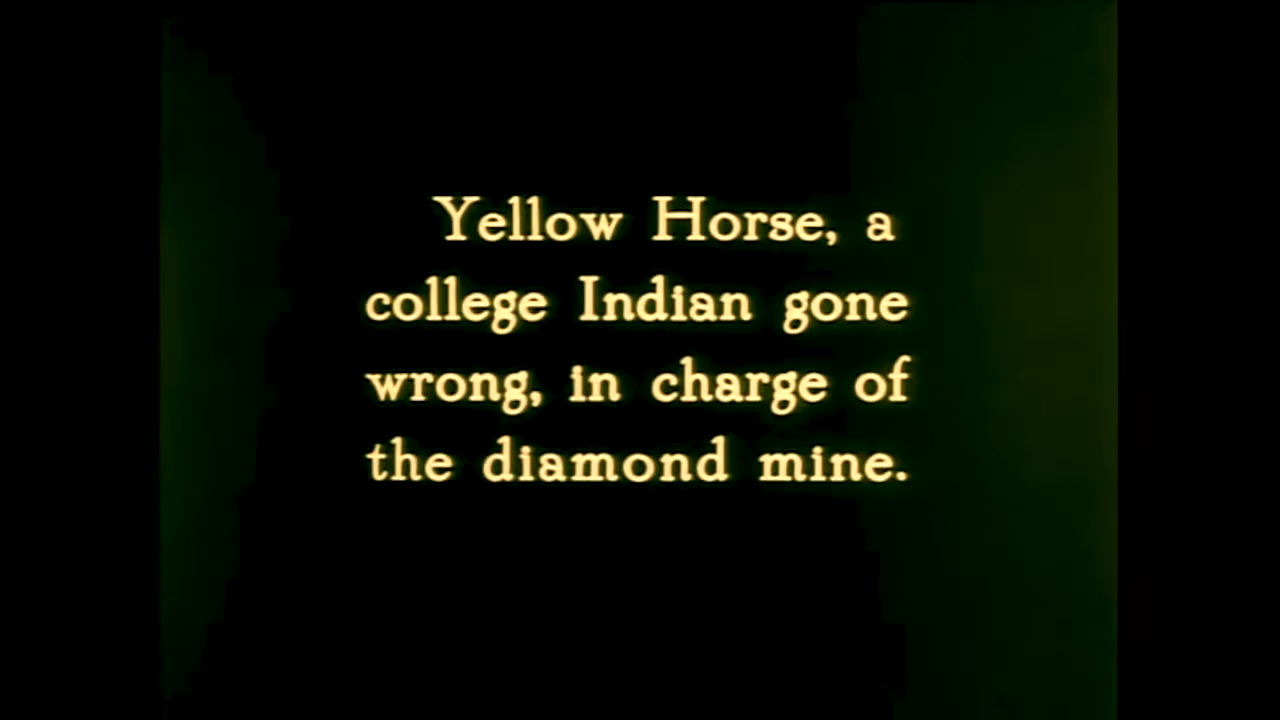 Yellow Horse, a
college Indian gone
wrong, in charge of
the diamond mine.